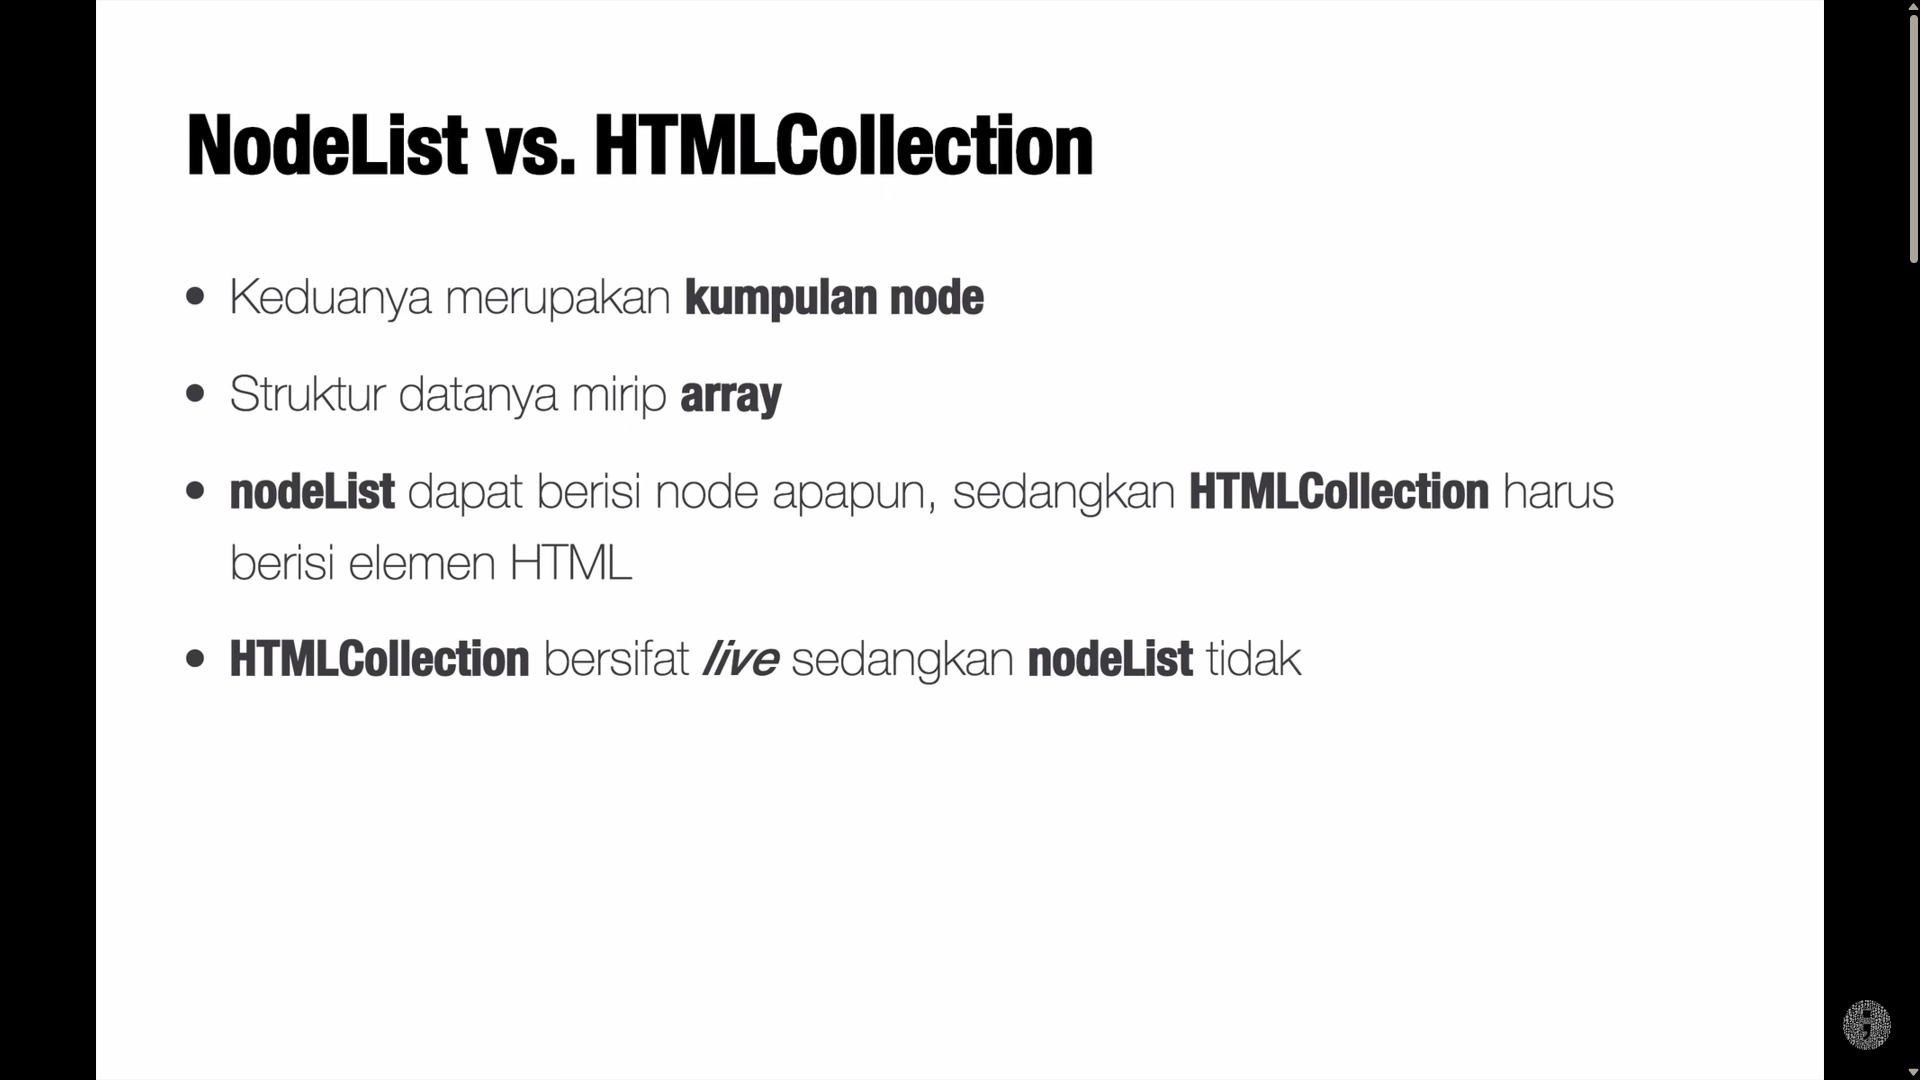 NodeList vs. HTMLCollection
• Keduanya merupakan kumpulan node
• Struktur datanya mirip array
• nodeList dapat berisi node apapun, sedangkan HTMLCollection harus
berisi elemen HTML
• HTMLCollection bersifat live sedangkan nodeList tidak